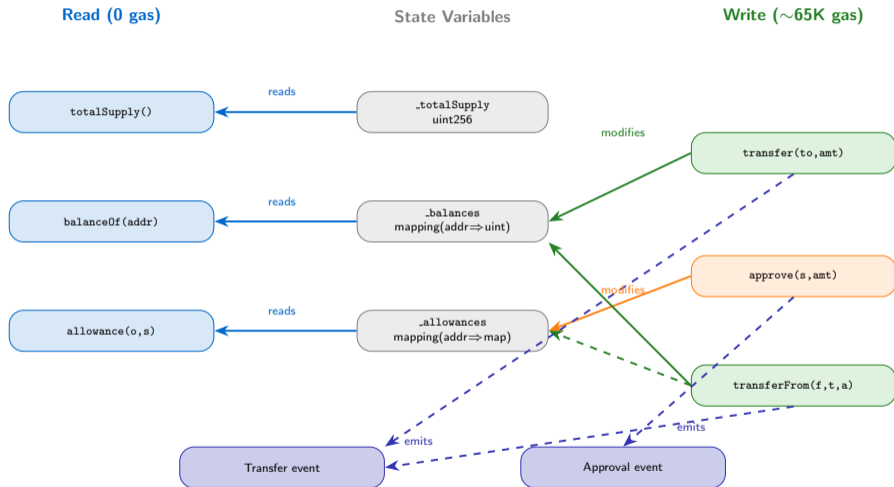 Read (0 gas)
State Variables
Write (∼65K gas)
totalSupply()
reads
_totalSupply
uint256
modifies
transfer(to,amt)
balanceOf(addr)
reads
_balances
mapping(addr⇒uint)
approve(s,amt)
modifies
allowance(o,s)
reads
_allowances
mapping(addr⇒map)
transferFrom(f,t,a)
emits
emits
Transfer event
Approval event